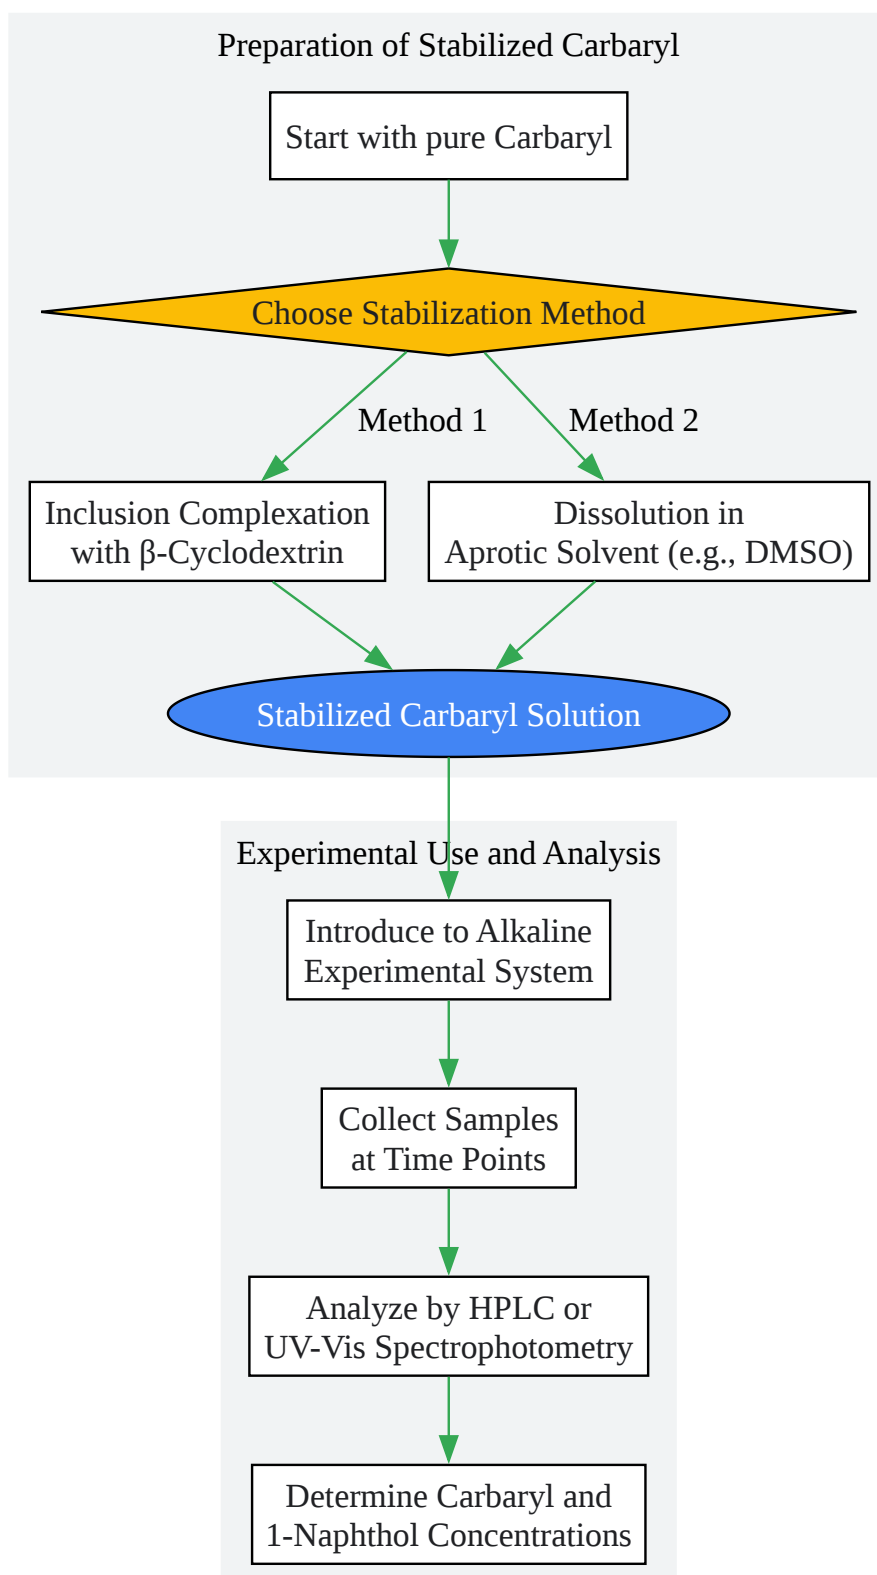 Preparation of Stabilized Carbaryl
Start with pure Carbaryl
Choose Stabilization Method
Method 1
Method 2
Inclusion Complexation
with β-Cyclodextrin
Dissolution in
Aprotic Solvent (e.g., DMSO)
Stabilized Carbaryl Solution
Experimental Use and Analysis
Introduce to Alkaline
Experimental System
Collect Samples
at Time Points
Analyze by HPLC or
UV-Vis Spectrophotometry
Determine Carbaryl and
1-Naphthol Concentrations